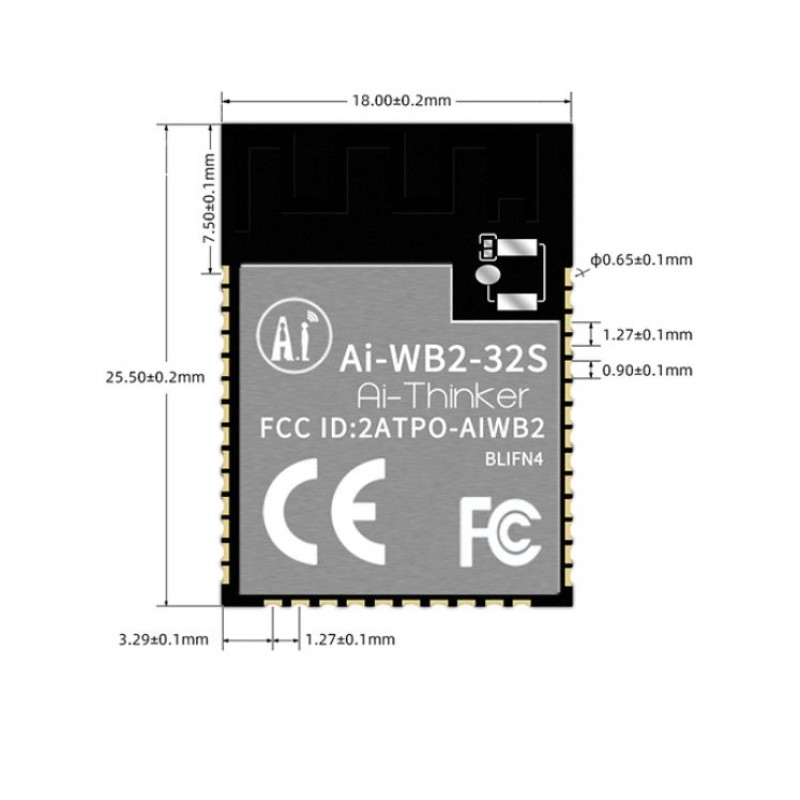 18.00±0.2mm
7.50±0.1mm
ф0.65±0.1mm
1.27±0.1mm
0.90±0.1mm
25.50±0.2mm
A.i
Ai-WB2-32S
Ai-Thinker
FCC ID:2ATPO-AIWB2
BLIFN4
CE
FC
3.29±0.1mm
1.27±0.1mm